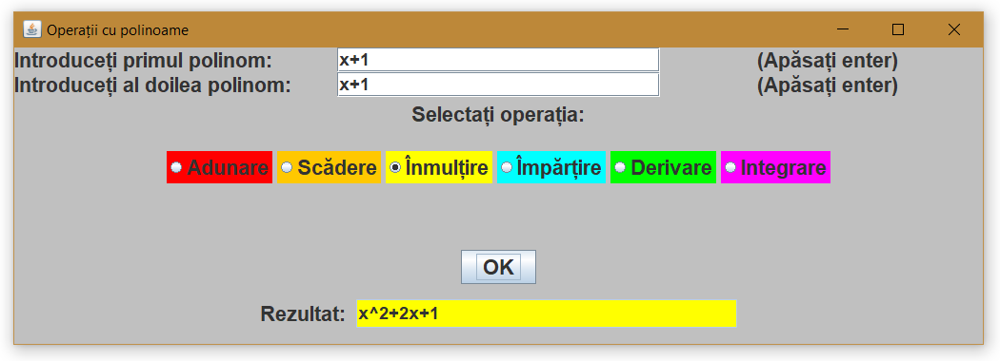 Operații cu polinoame
Introduceți primul polinom: x+1 (Apăsați enter)
Introduceți al doilea polinom: x+1 (Apăsați enter)
Selectați operația:
Adunare Scădere Înmulțire Împărțire Derivare Integrare
OK
Rezultat: x^2+2x+1